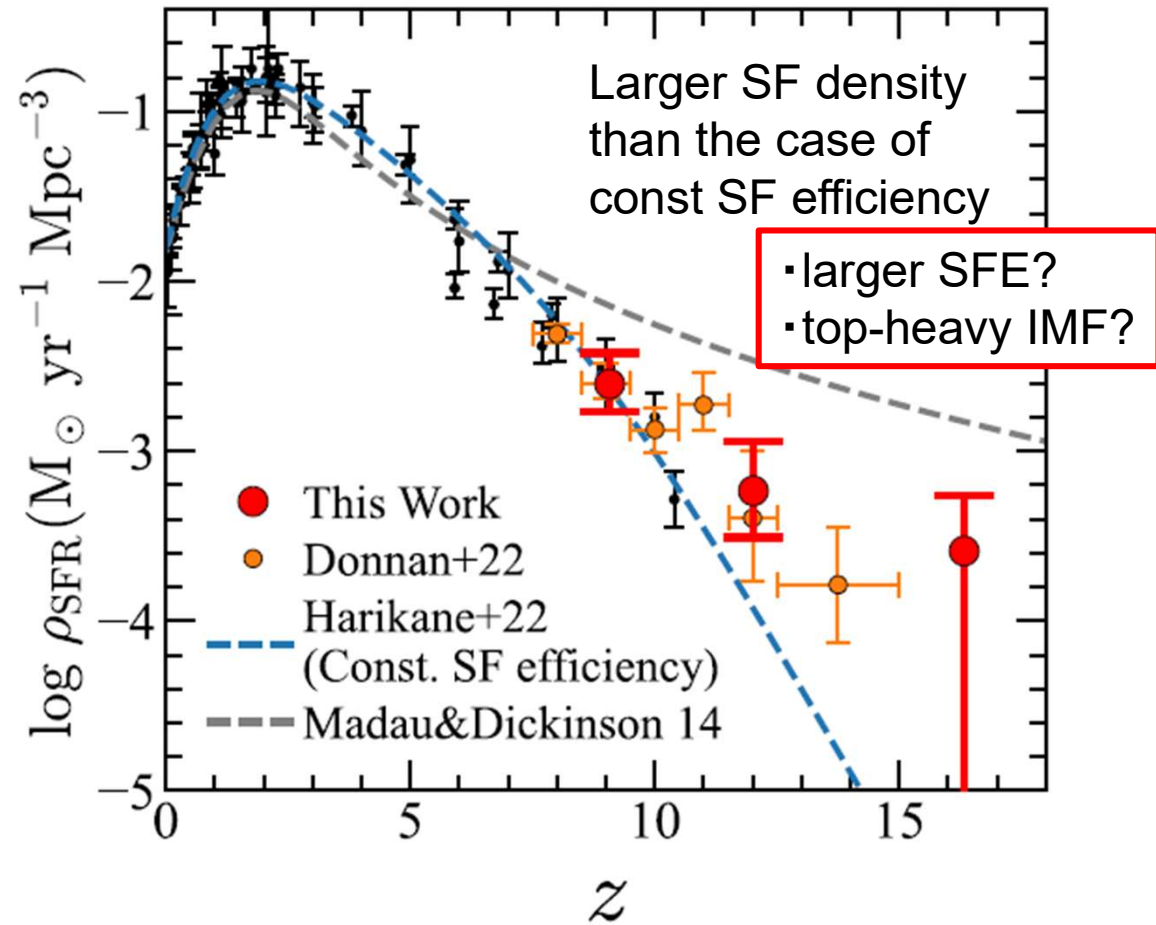 Larger SF density
than the case of
const SF efficiency
・larger SFE?
・top-heavy IMF?
log ρSFR(M⊙ yr−1 Mpc−3)
−1
−2
−3
−4
−5
This Work
Donnan+22
Harikane+22
(Const. SF efficiency)
Madau&Dickinson 14
0 5 10 15
z